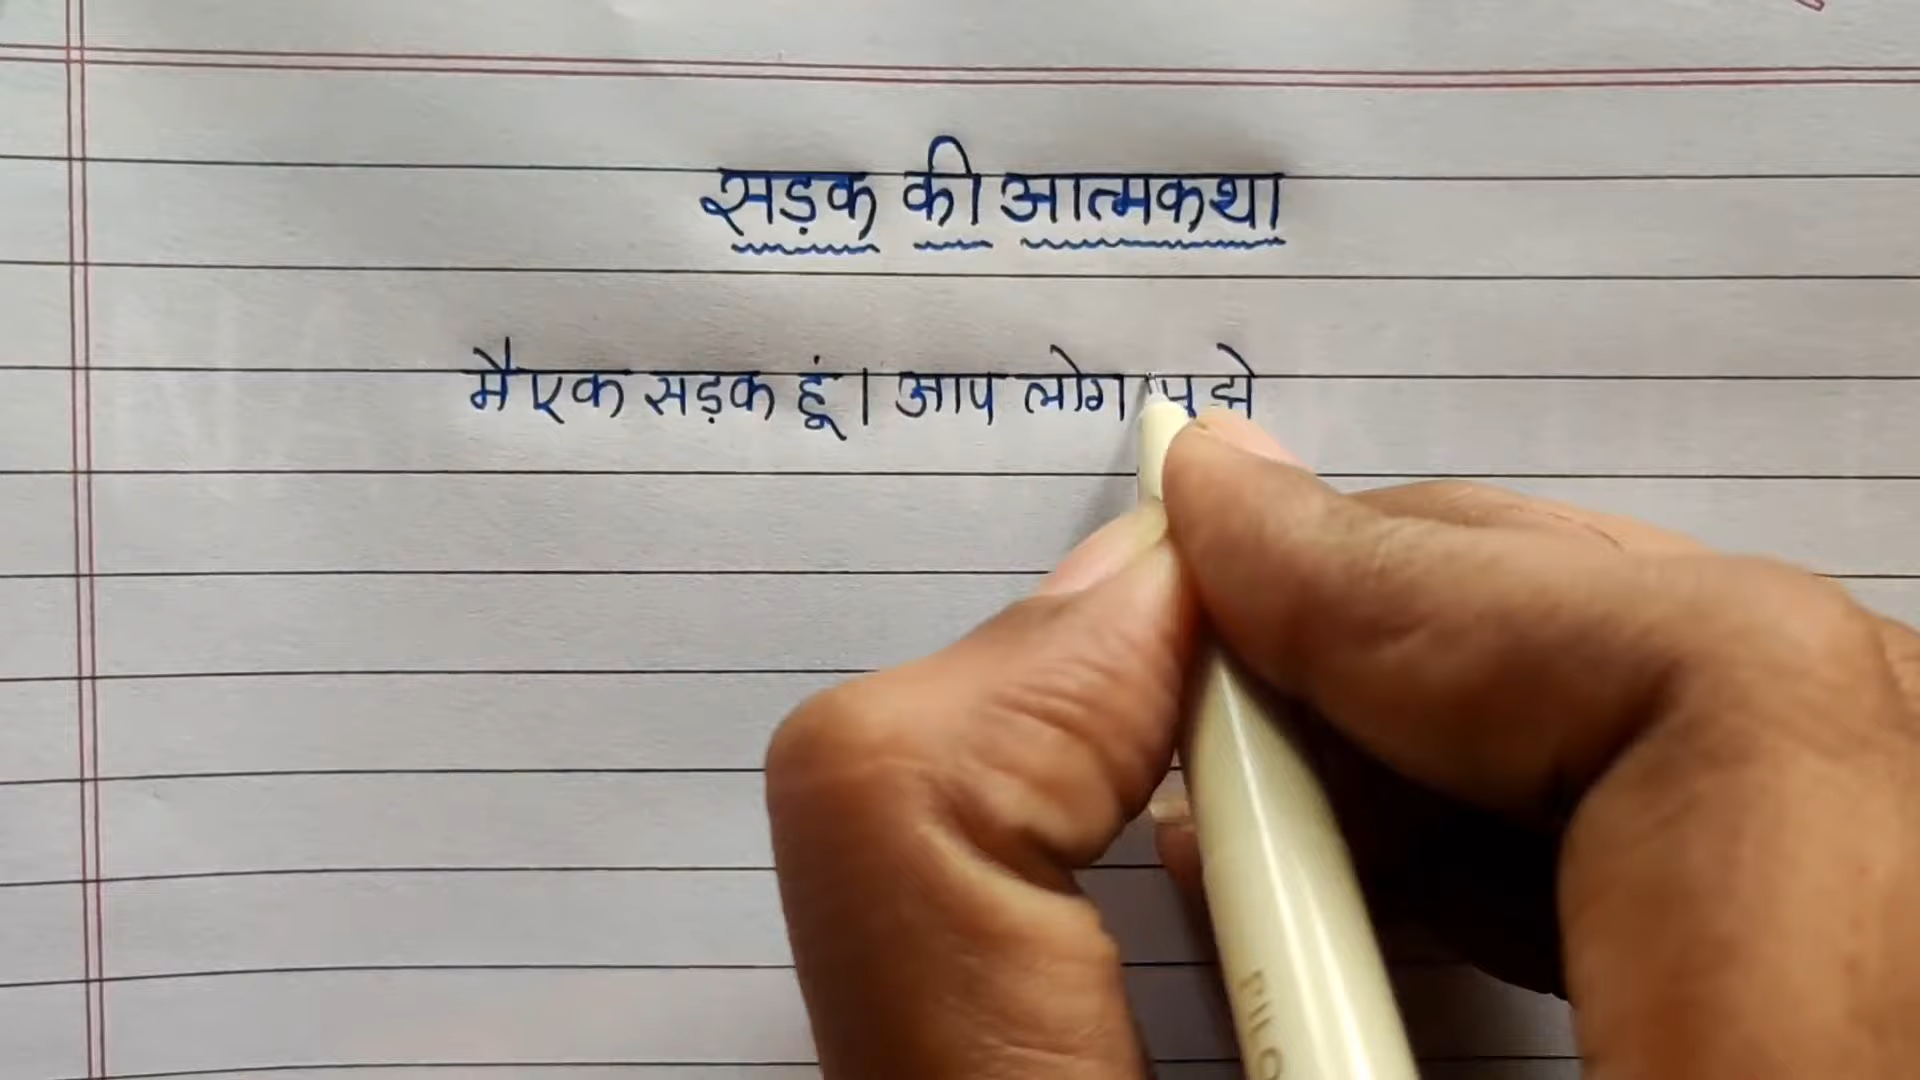 सड़क की आत्मकथा
मै एक सड़क हूं। आप लोग मुझे